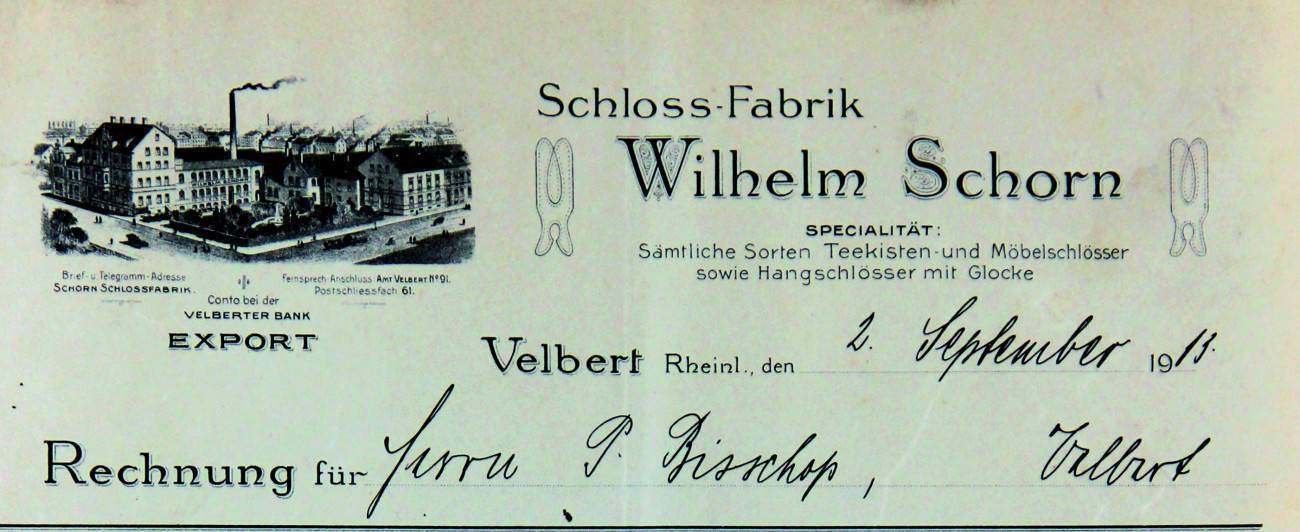 Schloss-Fabrik
Wilhelm Schorn
SPECIALITÄT:
Sämtliche Sorten Teekisten-und Möbelschlösser
sowie Hangschlösser mit Glocke
Brief- u. Telegramm-Adresse
SCHORN SCHLOSSFABRIK.
Fernsprech-Anschluss: AMT VELBERT No 91.
Postschliessfach 61.
Conto bei der
VELBERTER BANK
EXPORT
Velbert Rheinl., den 2. September 1913.
Rechnung für Herrn P. Bisschop, Velbert